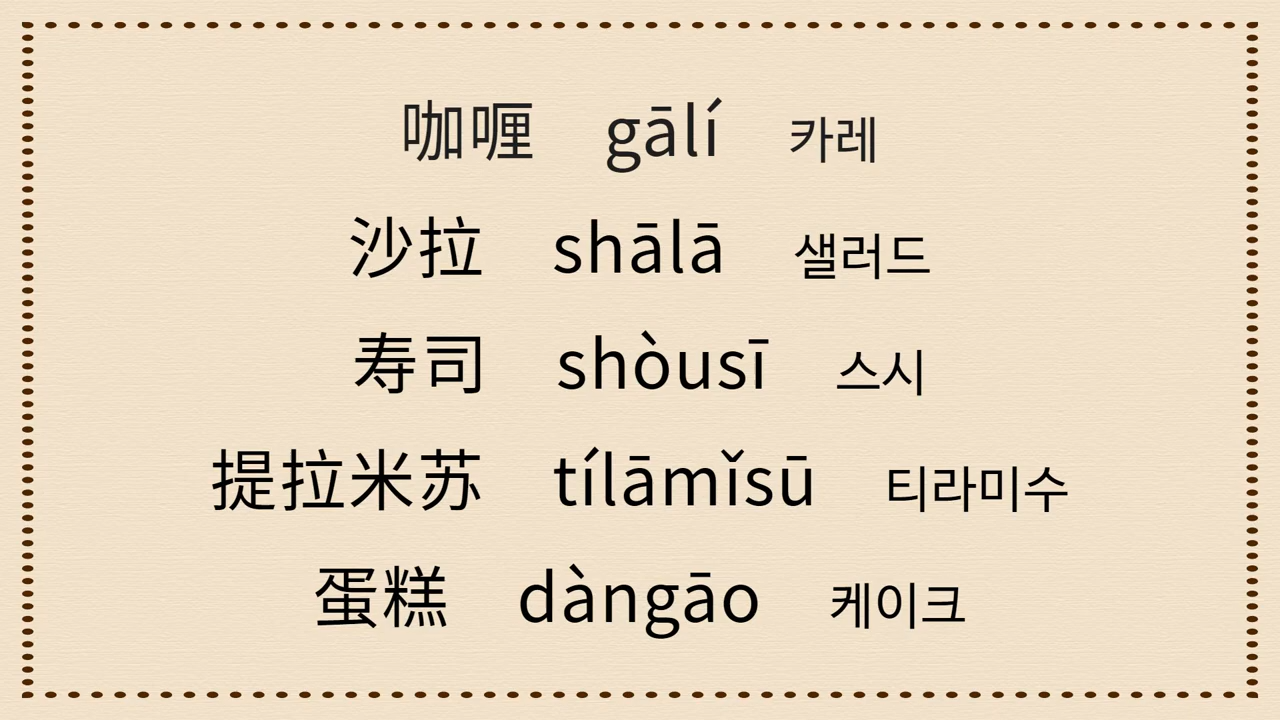 咖喱 gālí 카레
沙拉 shālā 샐러드
寿司 shòusī 스시
提拉米苏 tílāmǐsū 티라미수
蛋糕 dàngāo 케이크